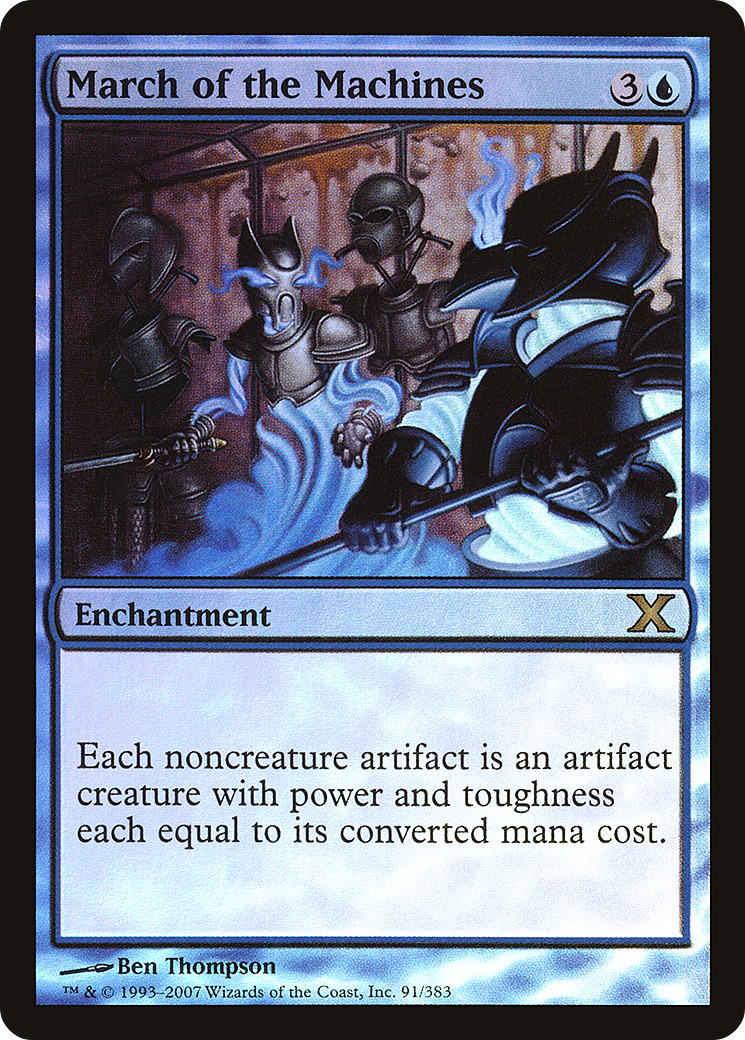 March of the Machines 3
Enchantment X
Each noncreature artifact is an artifact
creature with power and toughness
each equal to its converted mana cost.
Ben Thompson
™ & © 1993–2007 Wizards of the Coast, Inc. 91/383